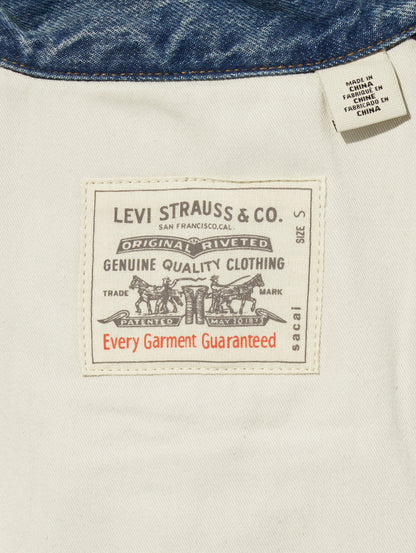 MADE IN
CHINA
FABRIQUÉ EN
CHINE
FABRICADO EN
CHINA
LEVI STRAUSS & CO.
SAN FRANCISCO,CAL.
ORIGINAL RIVETED
GENUINE QUALITY CLOTHING
TRADE MARK
PATENTED MAY 20 1873
Every Garment Guaranteed
SIZE S
sacai